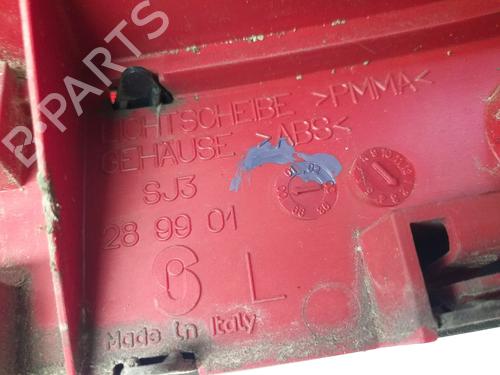 B-PARTS
LICHTSCHEIBE >PMMA<
GEHÄUSE >ABS<
SJ3
28 99 01
L
Made in Italy